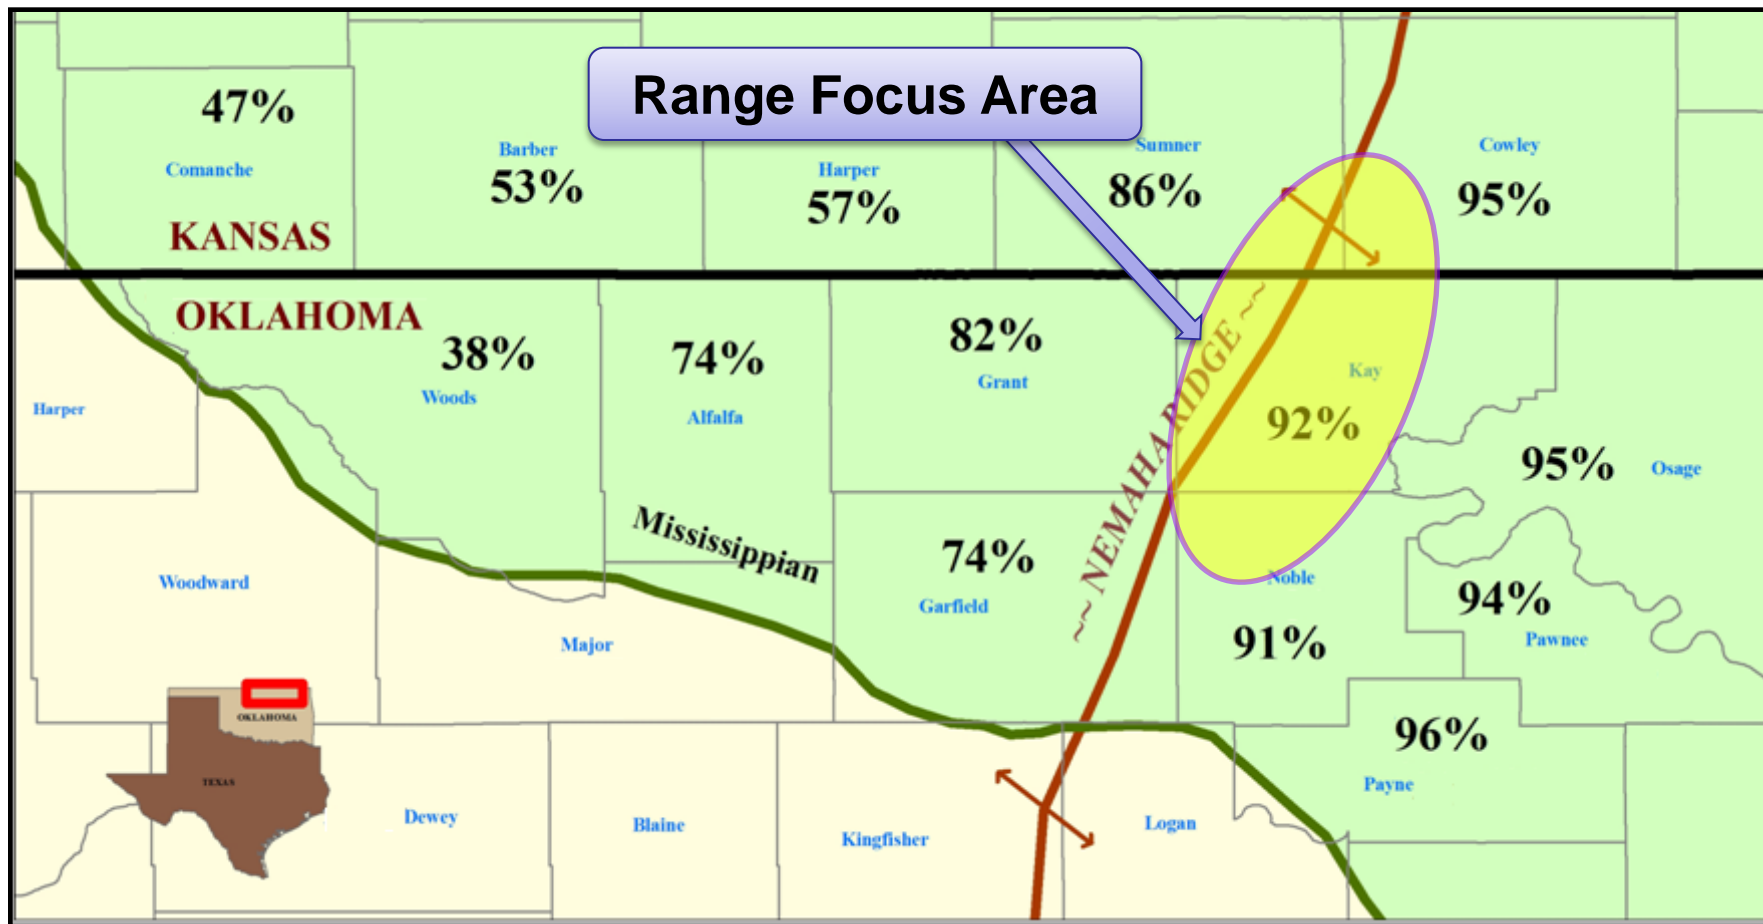 Range Focus Area
47%
Comanche
Barber
53%
Harper
57%
Sumner
86%
Cowley
95%
KANSAS
OKLAHOMA
38%
Woods
74%
Alfalfa
82%
Grant
~~ NEMAHA RIDGE ~~
Kay
92%
Harper
95%
Osage
Mississippian
74%
Garfield
Noble
91%
94%
Pawnee
Woodward
Major
96%
Payne
OKLAHOMA
TEXAS
Dewey
Blaine
Kingfisher
Logan